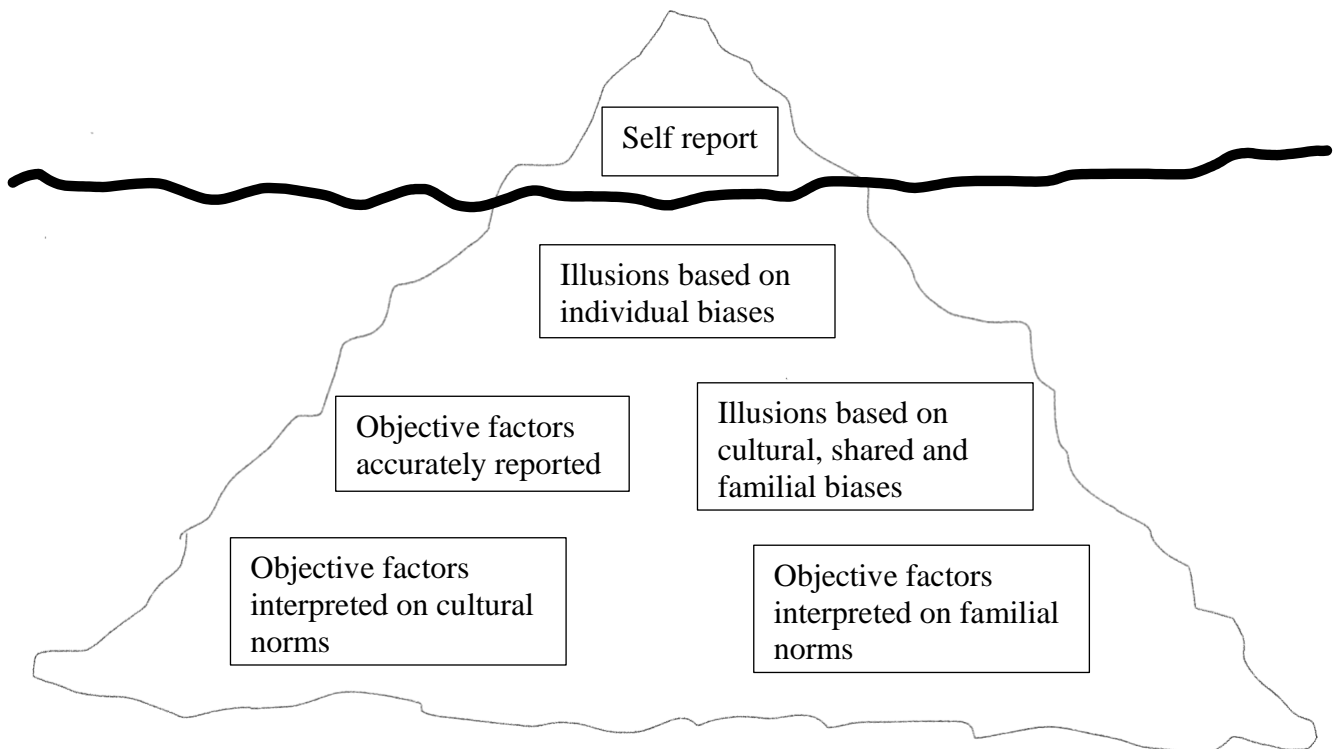 Self report
Illusions based on
individual biases
Objective factors
accurately reported
Illusions based on
cultural, shared and
familial biases
Objective factors
interpreted on cultural
norms
Objective factors
interpreted on familial
norms